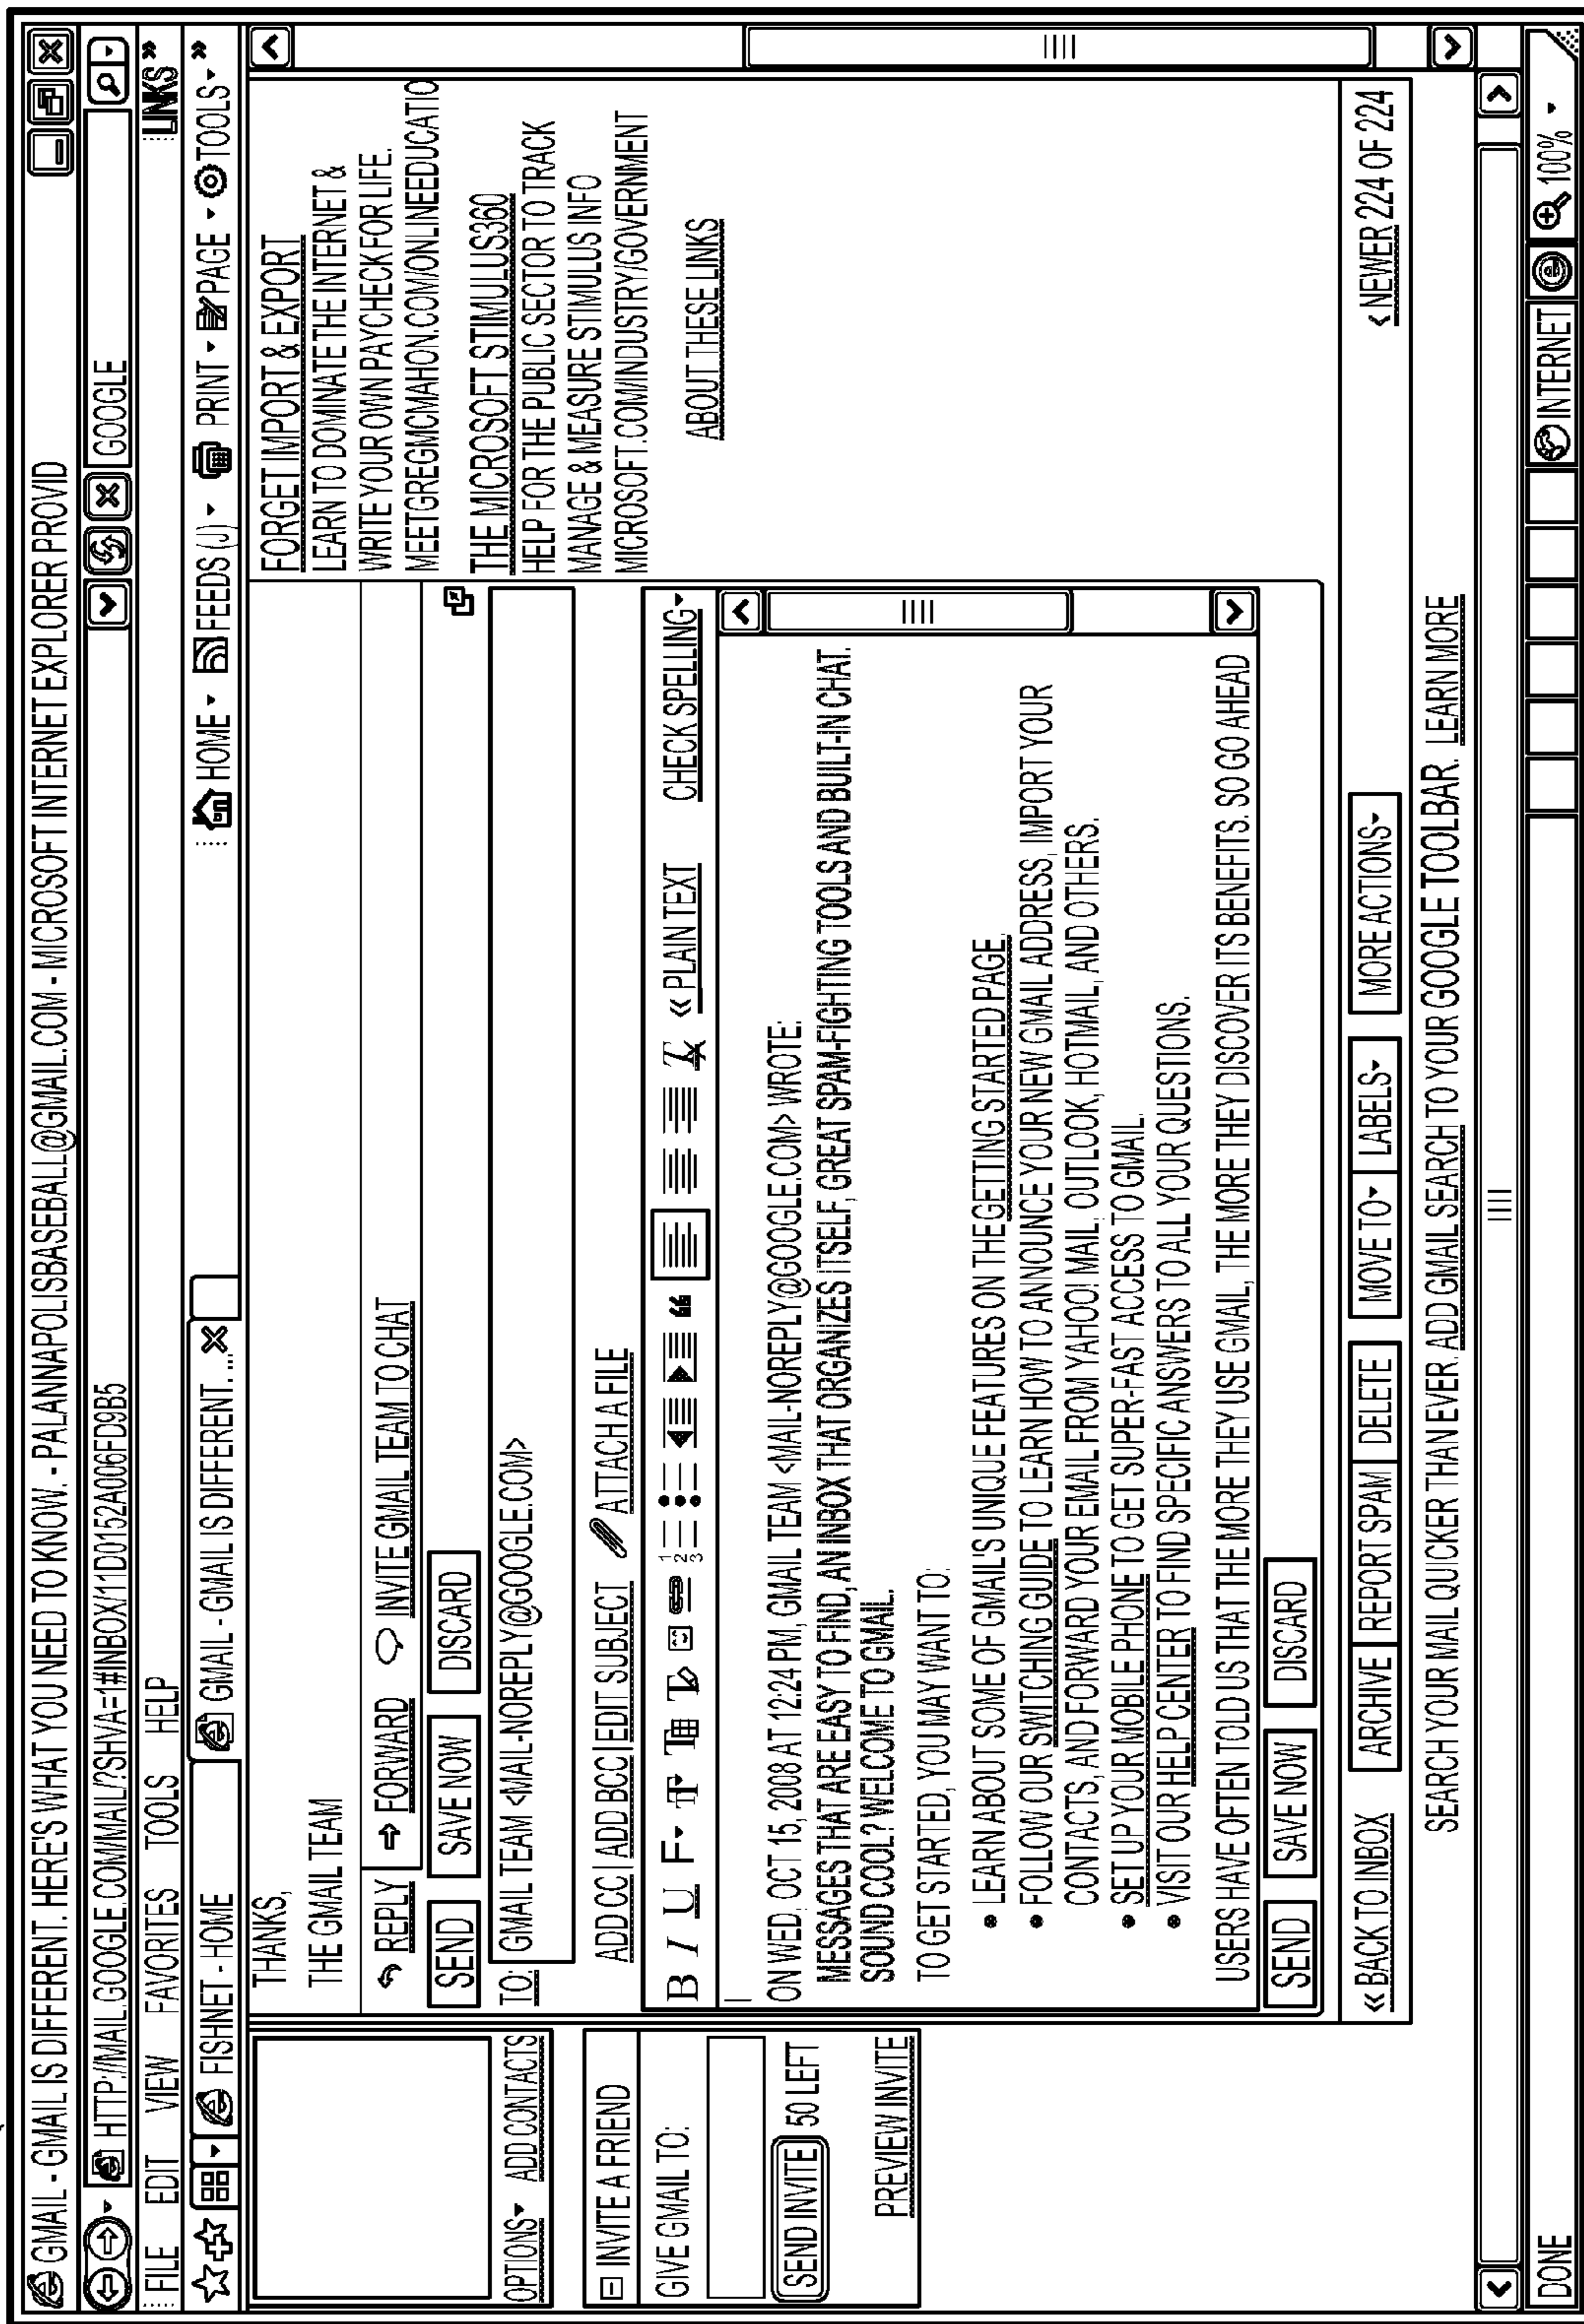 GMAIL - GMAIL IS DIFFERENT. HERE'S WHAT YOU NEED TO KNOW. - PALANNAPOLISBASEBALL@GMAIL.COM - MICROSOFT INTERNET EXPLORER PROVID
HTTP://MAIL.GOOGLE.COM/MAIL/?SHVA=1#INBOX/11D0152A006FD9B5 GOOGLE
FILE EDIT VIEW FAVORITES TOOLS HELP LINKS »
FISHNET - HOME GMAIL - GMAIL IS DIFFERENT. ... HOME FEEDS (J) PRINT PAGE TOOLS »
THANKS,
THE GMAIL TEAM
REPLY FORWARD INVITE GMAIL TEAM TO CHAT
SEND SAVE NOW DISCARD
TO: GMAIL TEAM <MAIL-NOREPLY@GOOGLE.COM>
ADD CC | ADD BCC | EDIT SUBJECT ATTACH A FILE
B I U F T T T « PLAIN TEXT CHECK SPELLING
ON WED, OCT 15, 2008 AT 12:24 PM, GMAIL TEAM <MAIL-NOREPLY@GOOGLE.COM> WROTE:
MESSAGES THAT ARE EASY TO FIND, AN INBOX THAT ORGANIZES ITSELF, GREAT SPAM-FIGHTING TOOLS AND BUILT-IN CHAT.
SOUND COOL? WELCOME TO GMAIL.
TO GET STARTED, YOU MAY WANT TO:
• LEARN ABOUT SOME OF GMAIL'S UNIQUE FEATURES ON THE GETTING STARTED PAGE.
• FOLLOW OUR SWITCHING GUIDE TO LEARN HOW TO ANNOUNCE YOUR NEW GMAIL ADDRESS, IMPORT YOUR
CONTACTS, AND FORWARD YOUR EMAIL FROM YAHOO! MAIL, OUTLOOK, HOTMAIL, AND OTHERS.
• SET UP YOUR MOBILE PHONE TO GET SUPER-FAST ACCESS TO GMAIL.
• VISIT OUR HELP CENTER TO FIND SPECIFIC ANSWERS TO ALL YOUR QUESTIONS.
USERS HAVE OFTEN TOLD US THAT THE MORE THEY USE GMAIL, THE MORE THEY DISCOVER ITS BENEFITS. SO GO AHEAD
SEND SAVE NOW DISCARD
OPTIONS ADD CONTACTS
INVITE A FRIEND
GIVE GMAIL TO:
SEND INVITE 50 LEFT
PREVIEW INVITE
FORGET IMPORT & EXPORT
LEARN TO DOMINATE THE INTERNET &
WRITE YOUR OWN PAYCHECK FOR LIFE.
MEETGREGMCMAHON.COM/ONLINEEDUCATIO
THE MICROSOFT STIMULUS360
HELP FOR THE PUBLIC SECTOR TO TRACK
MANAGE & MEASURE STIMULUS INFO
MICROSOFT.COM/INDUSTRY/GOVERNMENT
ABOUT THESE LINKS
« BACK TO INBOX ARCHIVE REPORT SPAM DELETE MOVE TO LABELS MORE ACTIONS < NEWER 224 OF 224
SEARCH YOUR MAIL QUICKER THAN EVER. ADD GMAIL SEARCH TO YOUR GOOGLE TOOLBAR. LEARN MORE
DONE INTERNET 100%